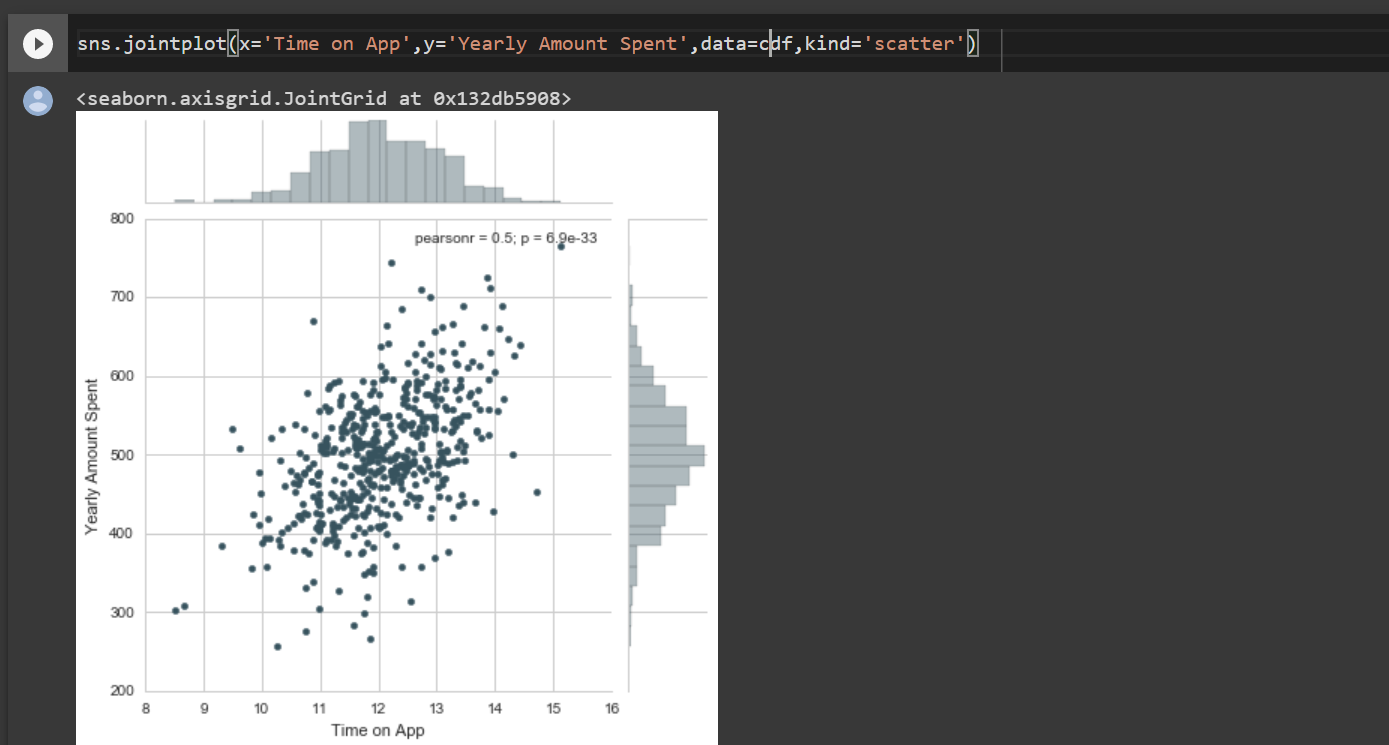 sns.jointplot(x='Time on App',y='Yearly Amount Spent',data=cdf,kind='scatter')
<seaborn.axisgrid.JointGrid at 0x132db5908>
800
pearsonr = 0.5; p = 6.9e-33
700
600
500
400
300
200
Yearly Amount Spent
8 9 10 11 12 13 14 15 16
Time on App